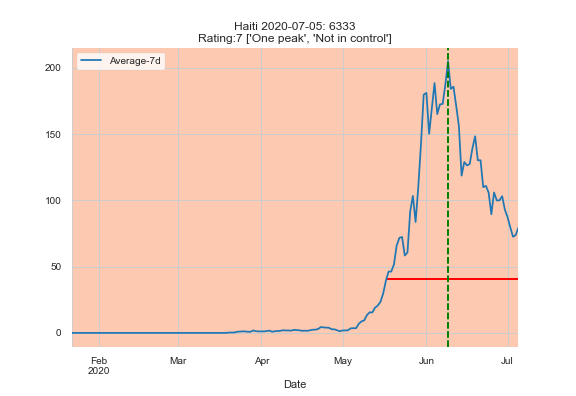 Haiti 2020-07-05: 6333
Rating:7 ['One peak', 'Not in control']
Average-7d
200
150
100
50
0
Feb Mar Apr May Jun Jul
2020
Date